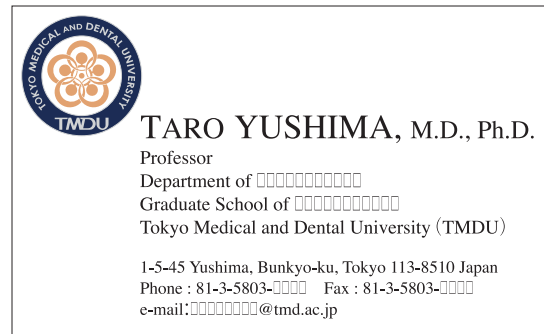 TOKYO MEDICAL AND DENTAL UNIVERSITY
TMDU
TARO YUSHIMA, M.D., Ph.D.
Professor
Department of □□□□□□□□□□□
Graduate School of □□□□□□□□□□□
Tokyo Medical and Dental University（TMDU）
1-5-45 Yushima, Bunkyo-ku, Tokyo 113-8510 Japan
Phone : 81-3-5803-□□□□ Fax : 81-3-5803-□□□□
e-mail:□□□□□□□□@tmd.ac.jp